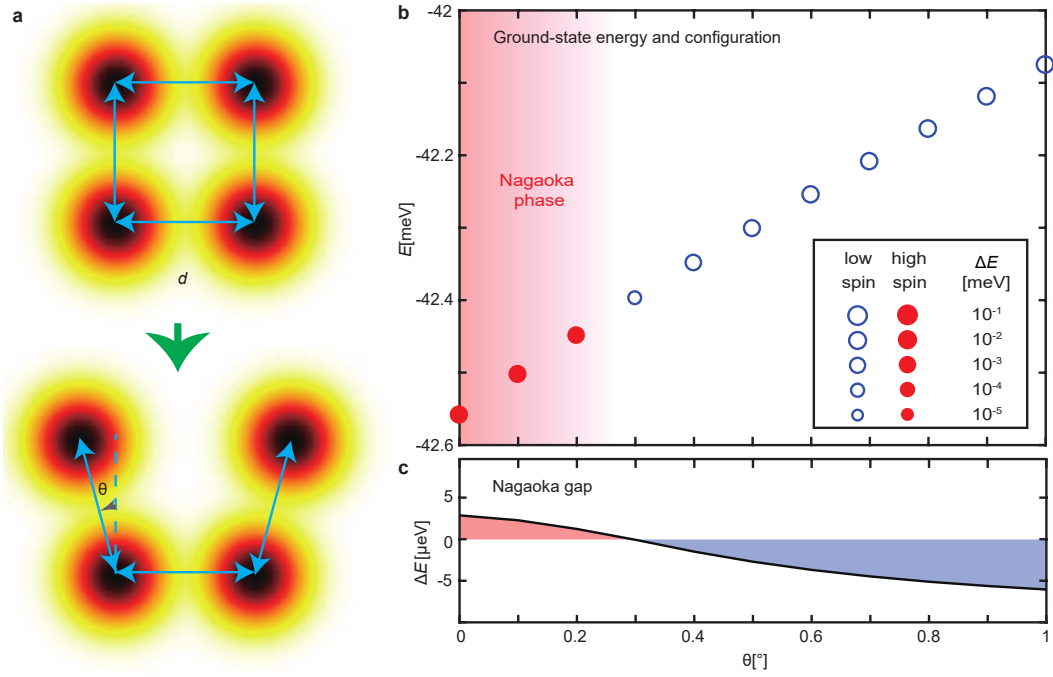 a
d
θ
b
Ground-state energy and configuration
Nagaoka
phase
E[meV]
-42
-42.2
-42.4
-42.6
low
spin
high
spin
ΔE
[meV]
10⁻¹
10⁻²
10⁻³
10⁻⁴
10⁻⁵
c
Nagaoka gap
ΔE[μeV]
5
0
-5
0
0.2
0.4
0.6
0.8
1
θ[°]